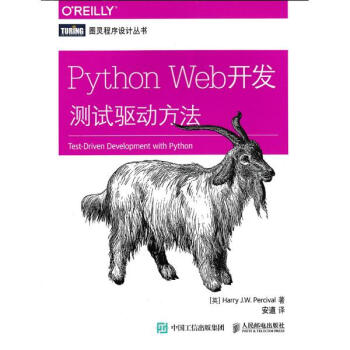 O'REILLY®
TURING 图灵程序设计丛书
Python Web开发
测试驱动方法
Test-Driven Development with Python
[英] Harry J.W. Percival 著
安道 译
中国工信出版集团
人民邮电出版社